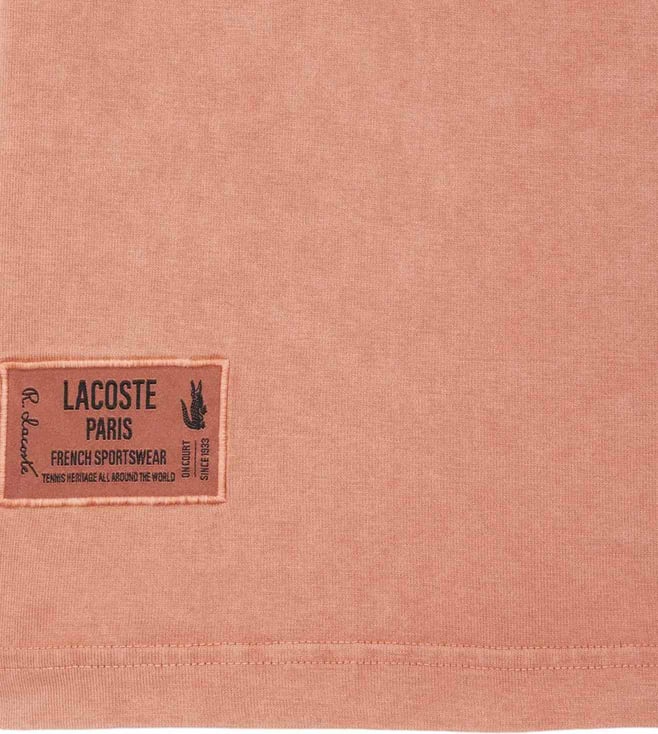 R. Lacoste
LACOSTE
PARIS
FRENCH SPORTSWEAR
TENNIS HERITAGE ALL AROUND THE WORLD
ON COURT
SINCE 1933